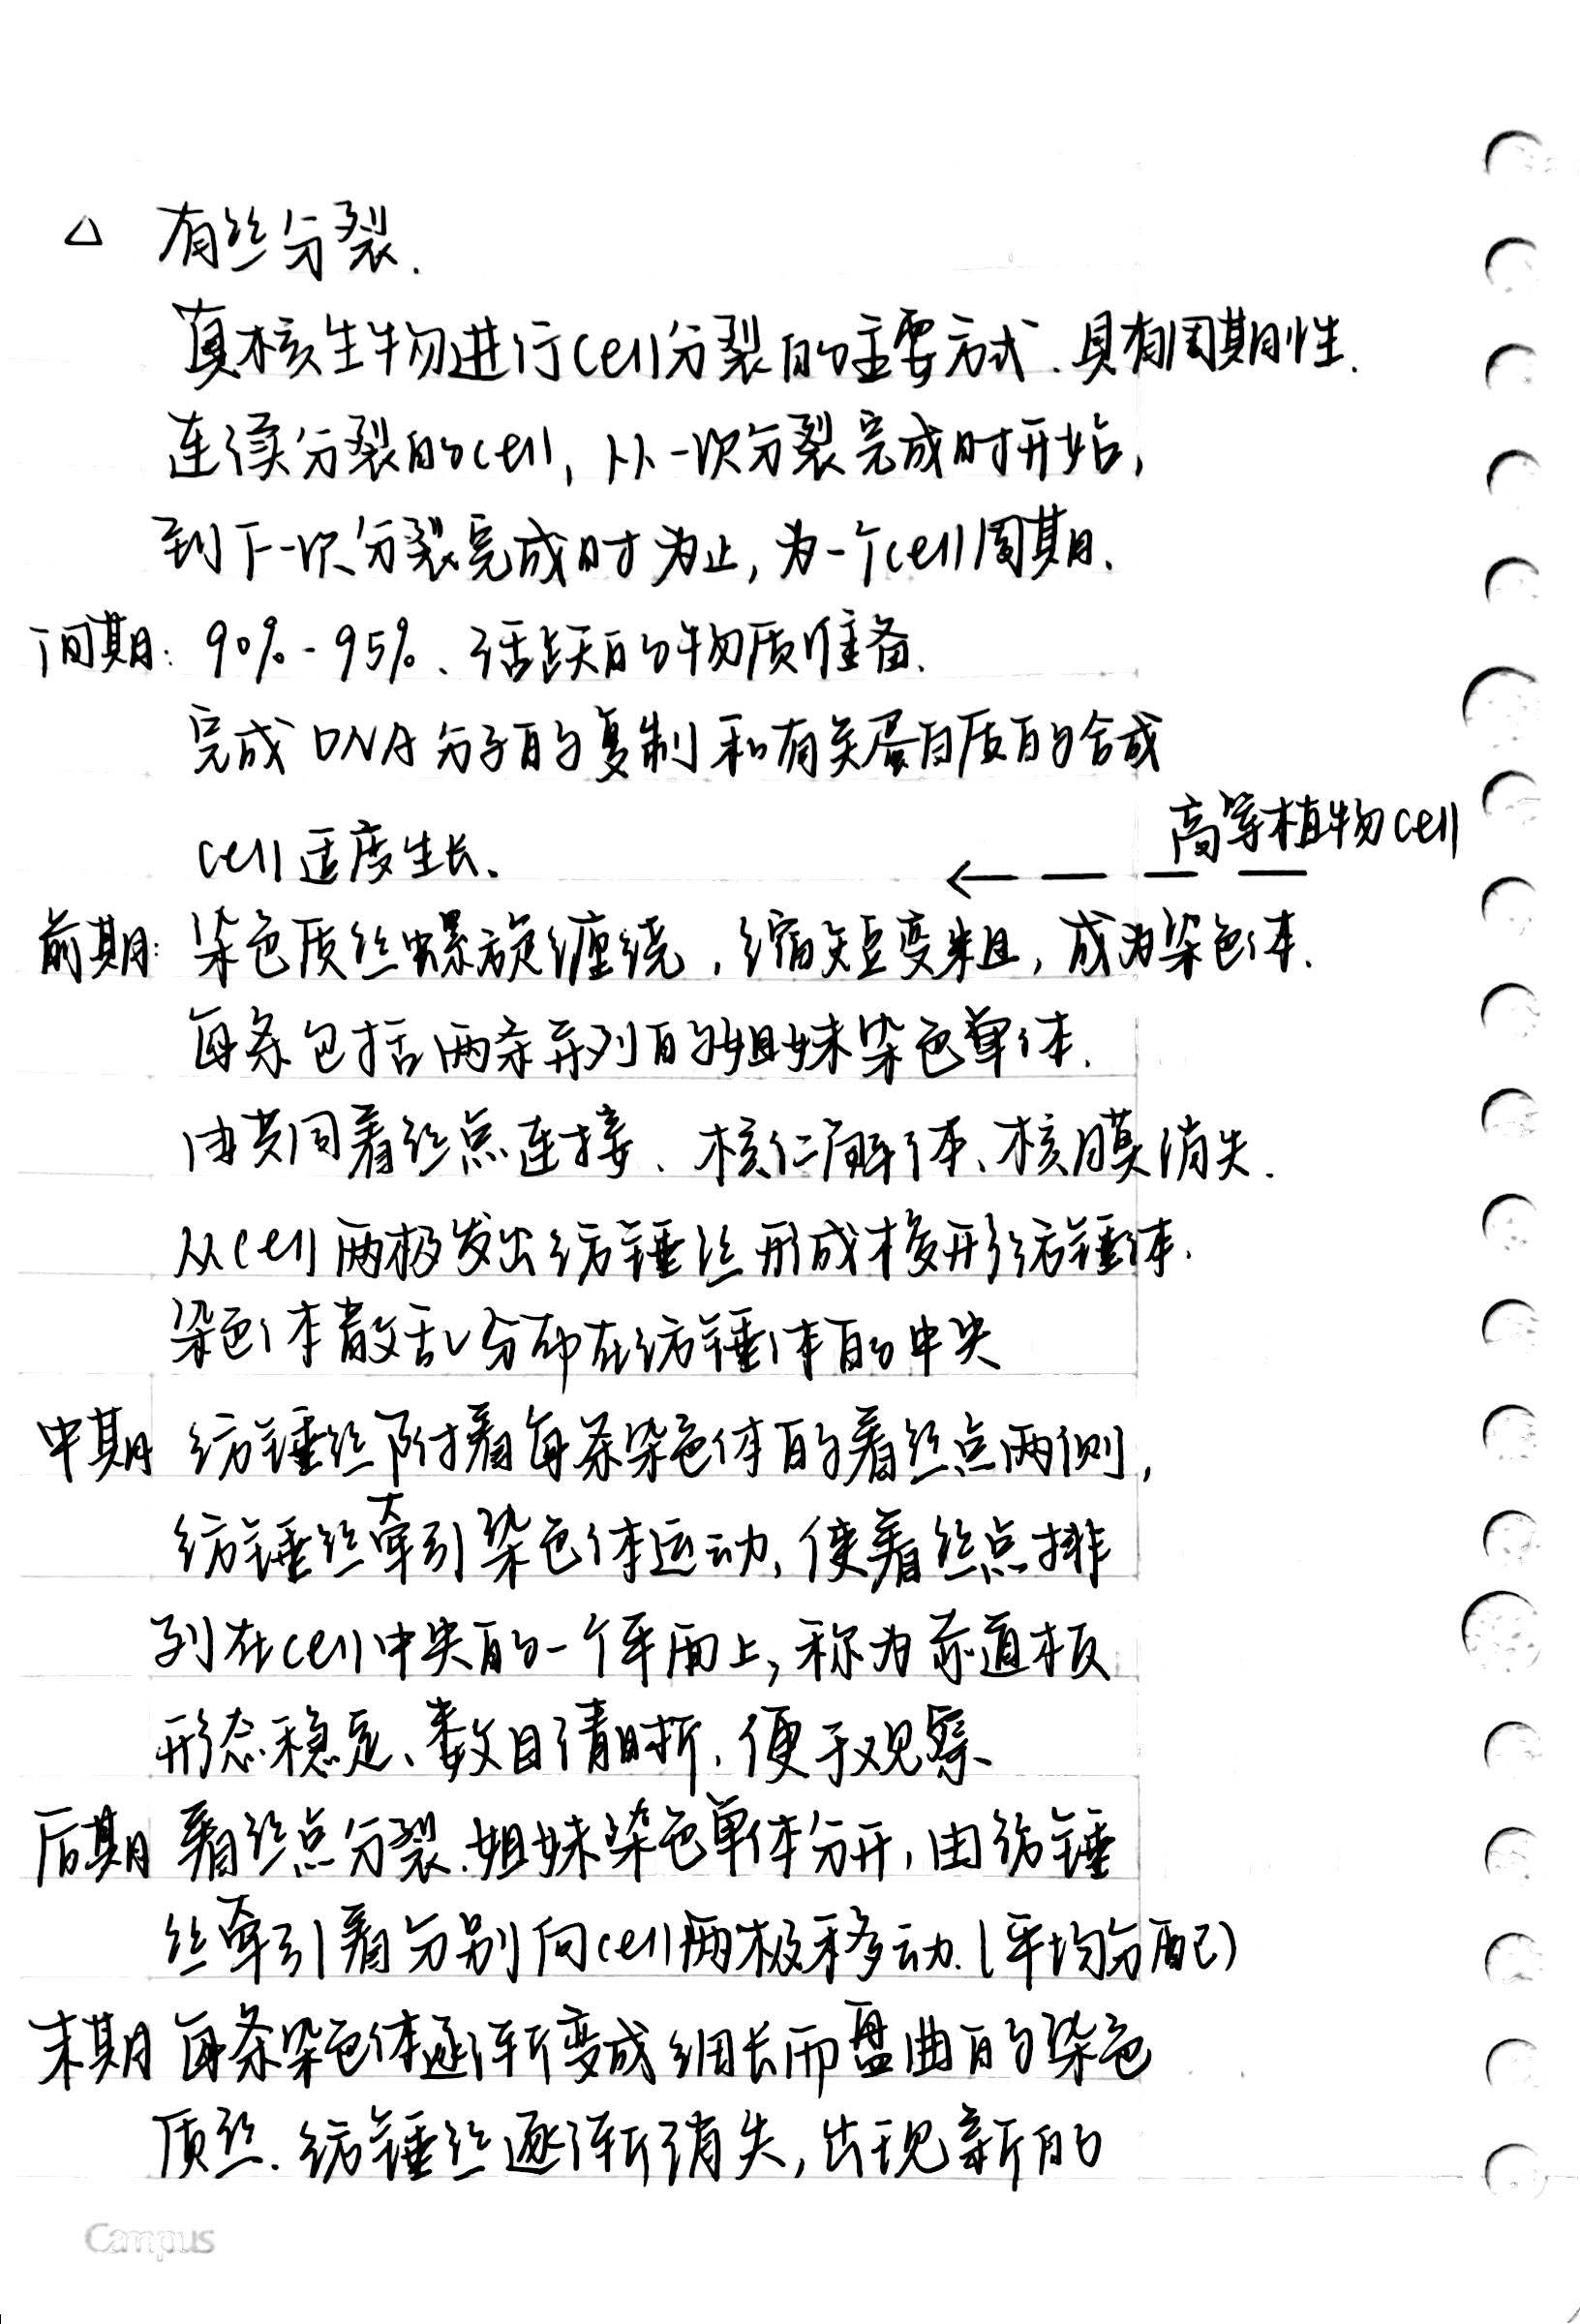 △ 有丝分裂.
真核生物进行cell分裂的主要方式、具有周期性.
连续分裂的cell, 从一次分裂完成时开始,
到下一次分裂完成时为止, 为一个cell周期.
间期: 90%-95%、活跃的物质准备.
完成DNA分子的复制和有关蛋白质的合成
高等植物cell
cell适度生长. ←----
前期: 染色质丝螺旋缠绕, 缩短变粗, 成为染色体.
每条包括两条并列的姐妹染色单体.
由共同着丝点连接、核仁解体、核膜消失.
从cell两极发出纺锤丝形成梭形纺锤体.
染色体散乱分布在纺锤体的中央
中期 纺锤丝附着每条染色体的着丝点两侧,
纺锤丝牵引染色体运动, 使着丝点排
列在cell中央的一个平面上, 称为赤道板
形态稳定、数目清晰, 便于观察
后期 着丝点分裂.姐妹染色单体分开, 由纺锤
丝牵引着分别向cell两极移动.(平均分配)
末期 每条染色体逐渐变成细长而盘曲的染色
质丝. 纺锤丝逐渐消失, 出现新的
Campus